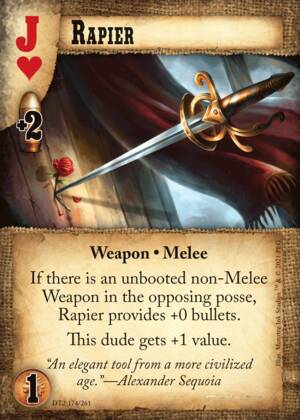 J
RAPIER
+2
Weapon • Melee
If there is an unbooted non-Melee
Weapon in the opposing posse,
Rapier provides +0 bullets.
This dude gets +1 value.
“An elegant tool from a more civilized
age.”—Alexander Sequoia
1
DT2 174/261